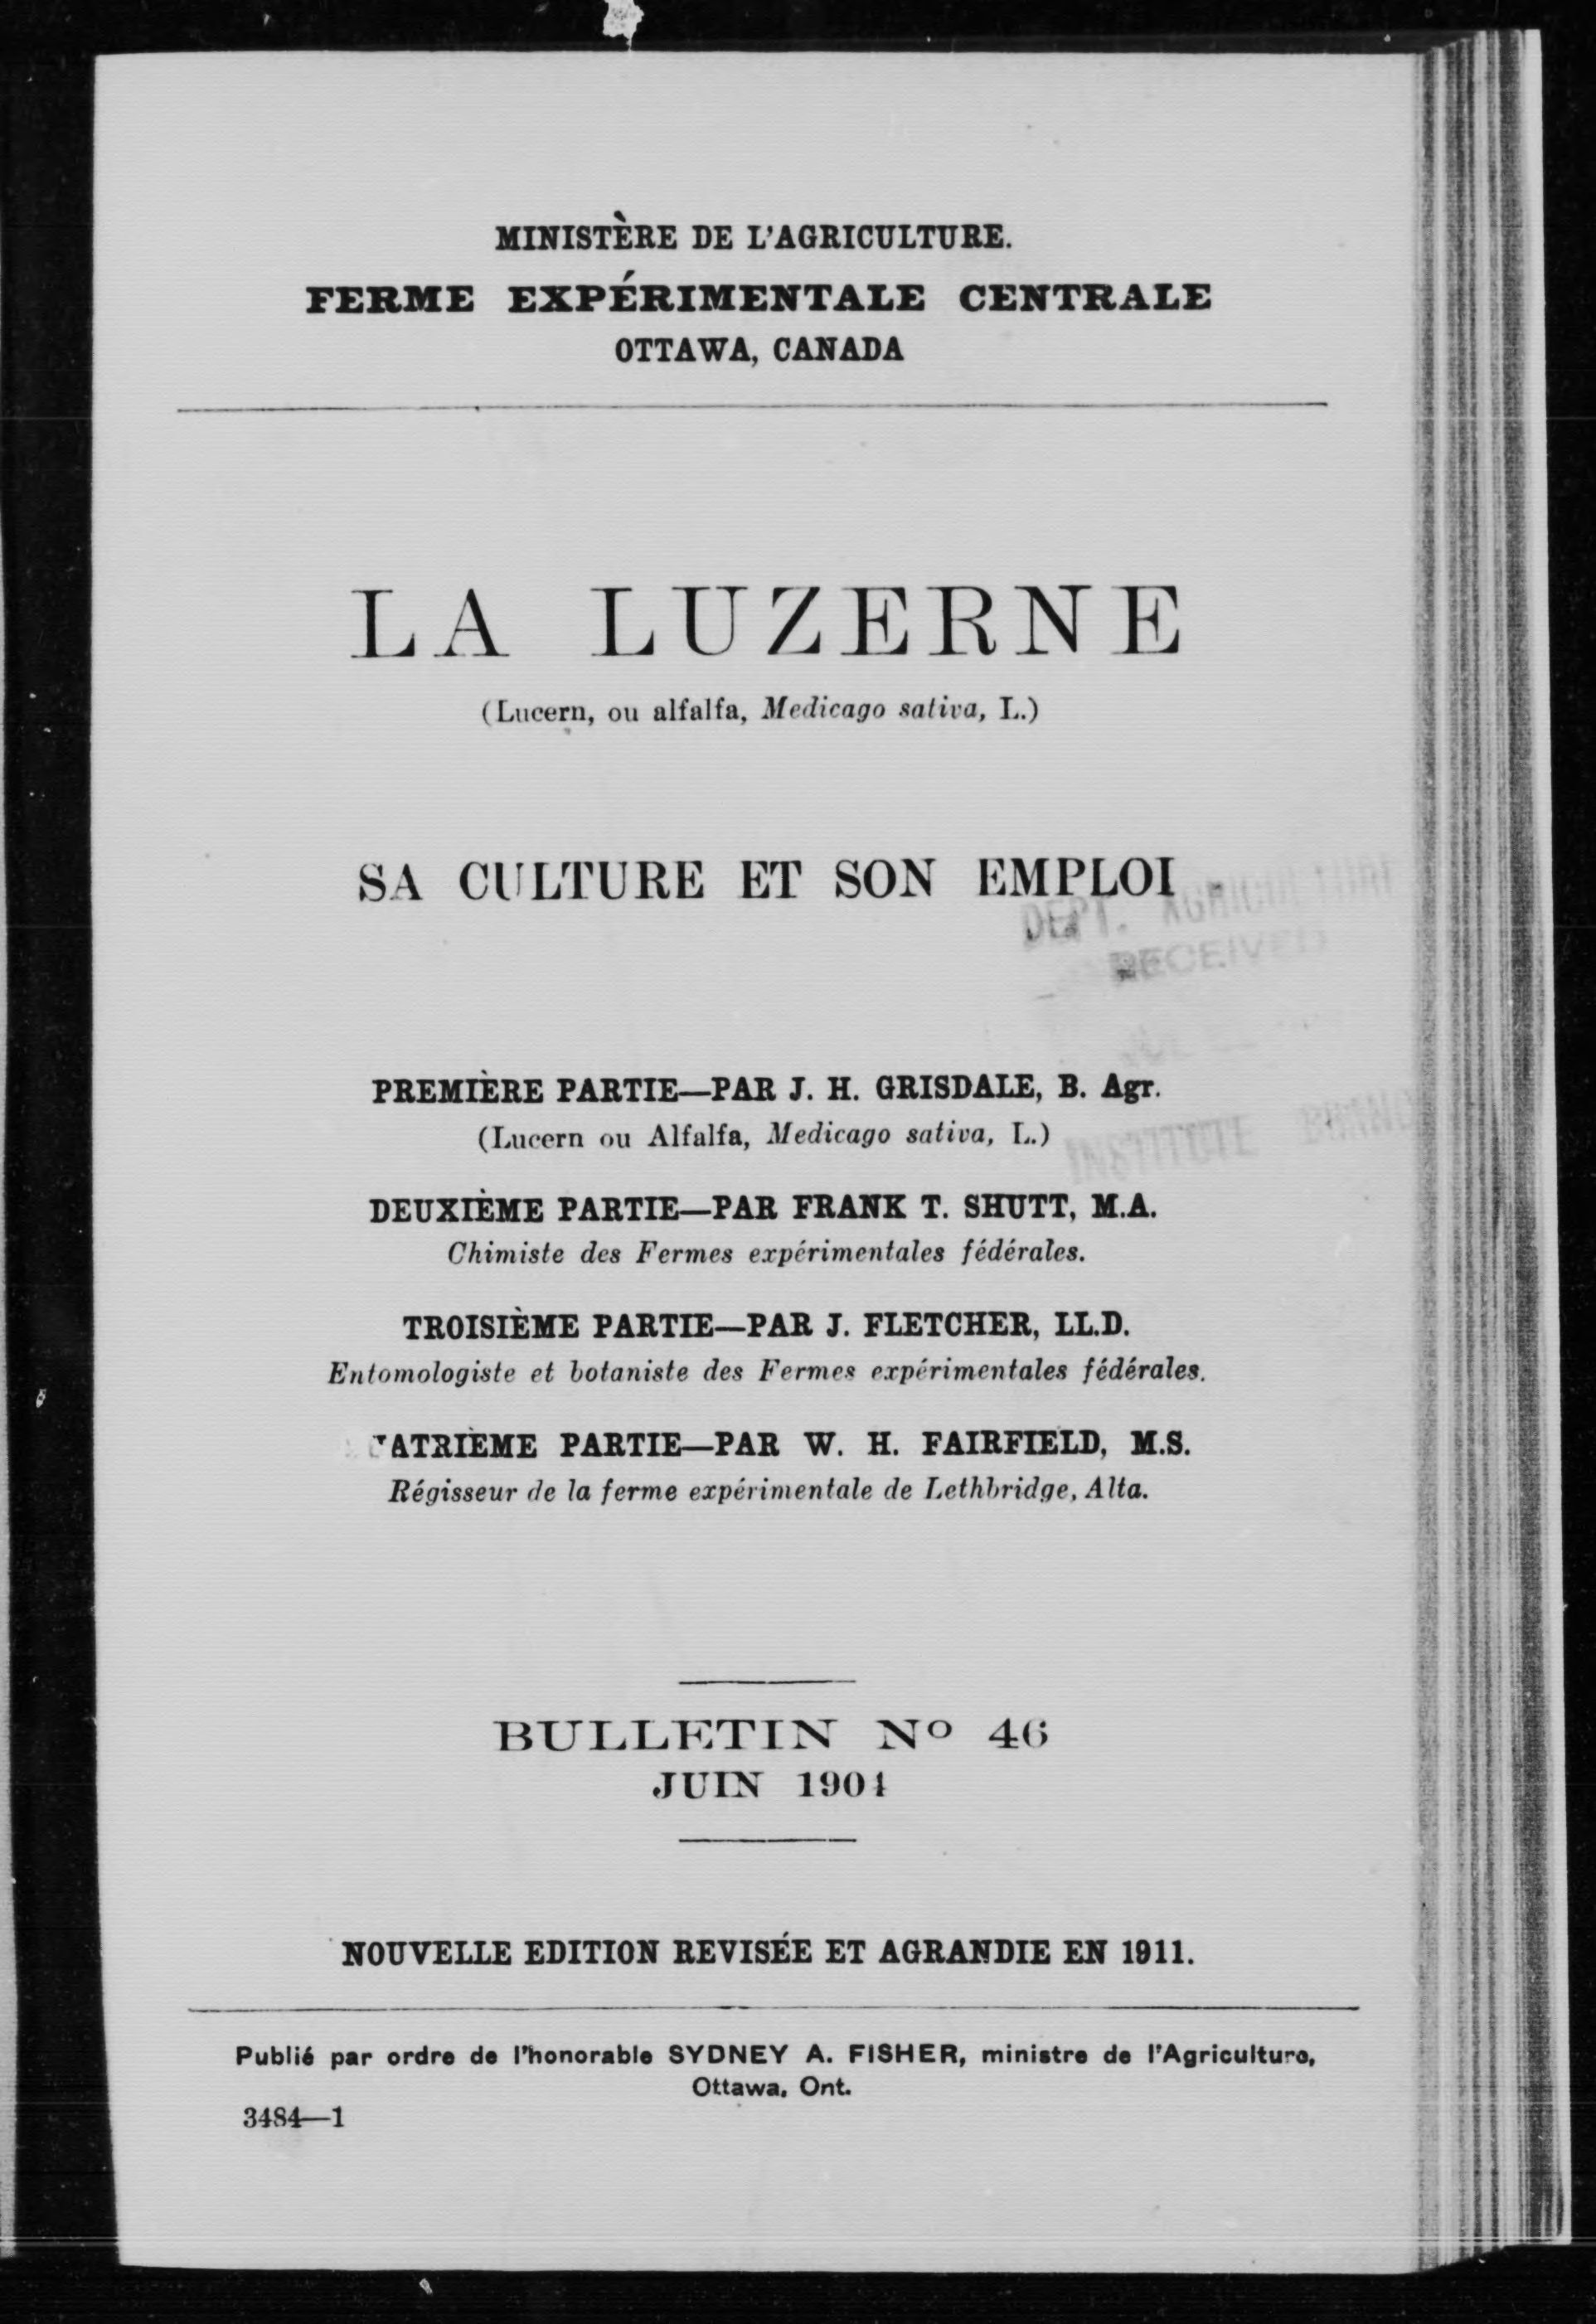 MINISTÈRE DE L'AGRICULTURE.
FERME EXPÉRIMENTALE CENTRALE
OTTAWA, CANADA
LA LUZERNE
(Lucern, ou alfalfa, Medicago sativa, L.)
SA CULTURE ET SON EMPLOI
DEPT. AGRICULTURE
RECEIVED
PREMIÈRE PARTIE—PAR J. H. GRISDALE, B. Agr.
(Lucern ou Alfalfa, Medicago sativa, L.)
INSTITUTE
DEUXIÈME PARTIE—PAR FRANK T. SHUTT, M.A.
Chimiste des Fermes expérimentales fédérales.
TROISIÈME PARTIE—PAR J. FLETCHER, LL.D.
Entomologiste et botaniste des Fermes expérimentales fédérales.
UATRIÈME PARTIE—PAR W. H. FAIRFIELD, M.S.
Régisseur de la ferme expérimentale de Lethbridge, Alta.
BULLETIN No 46
JUIN 1904
NOUVELLE EDITION REVISÉE ET AGRANDIE EN 1911.
Publié par ordre de l'honorable SYDNEY A. FISHER, ministre de l'Agriculture,
Ottawa, Ont.
3484—1